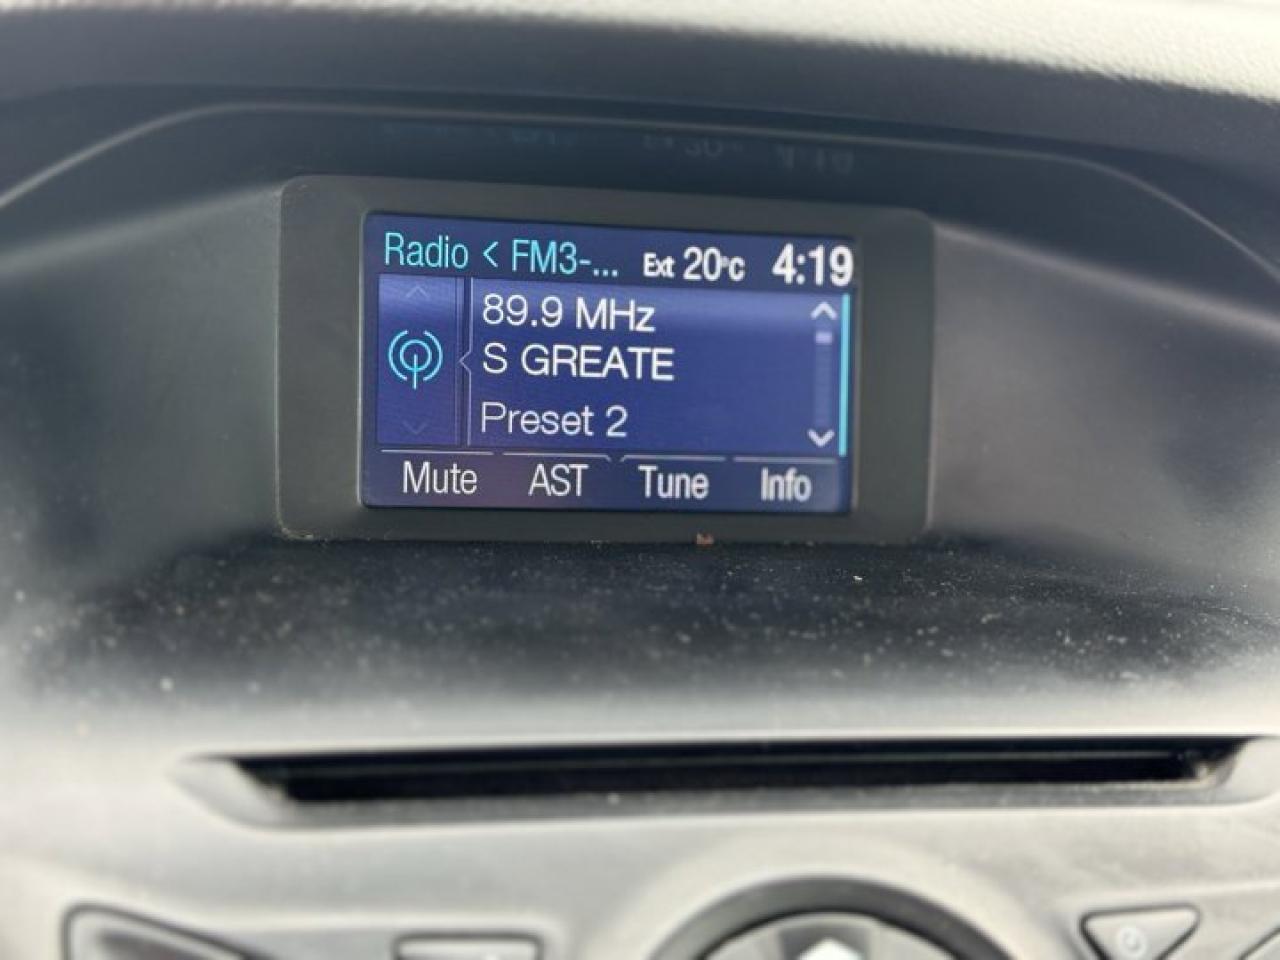 Radio < FM3-... Ext 20°c 4:19
89.9 MHz
S GREATE
Preset 2
Mute AST Tune Info